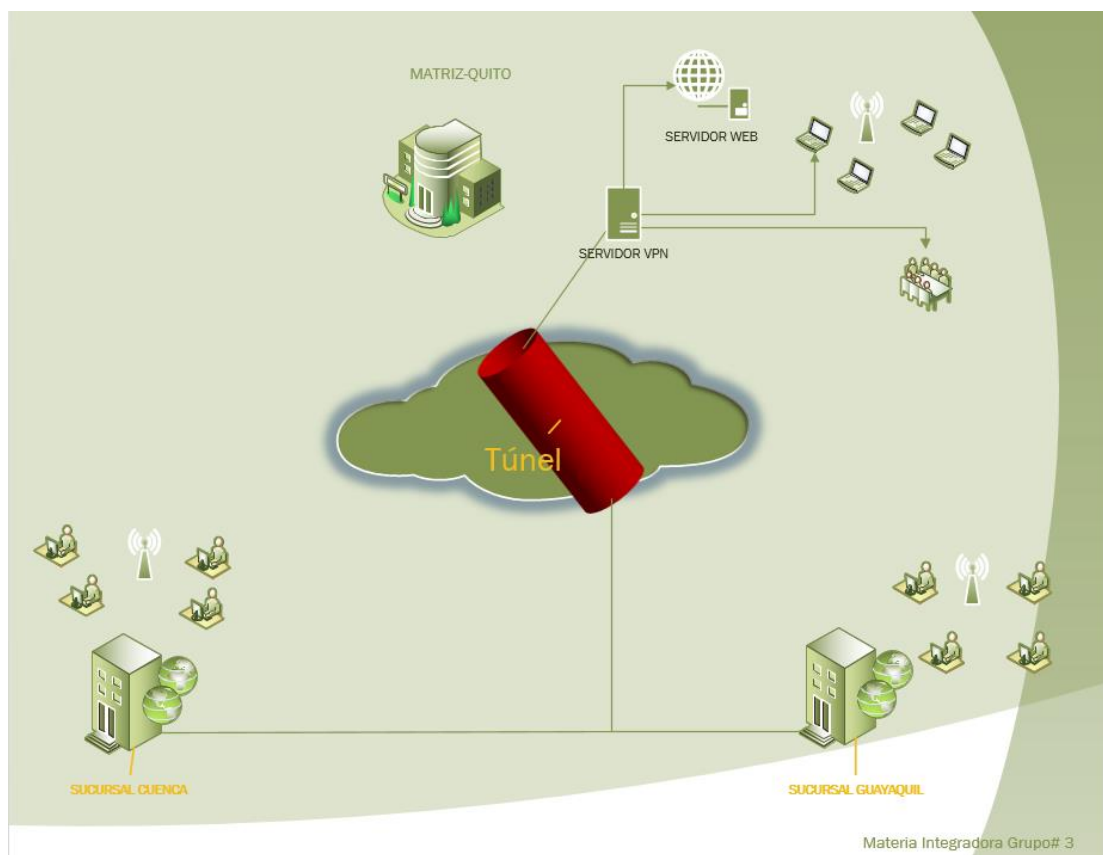 MATRIZ-QUITO
SERVIDOR WEB
SERVIDOR VPN
Túnel
SUCURSAL CUENCA
SUCURSAL GUAYAQUIL
Materia Integradora Grupo# 3